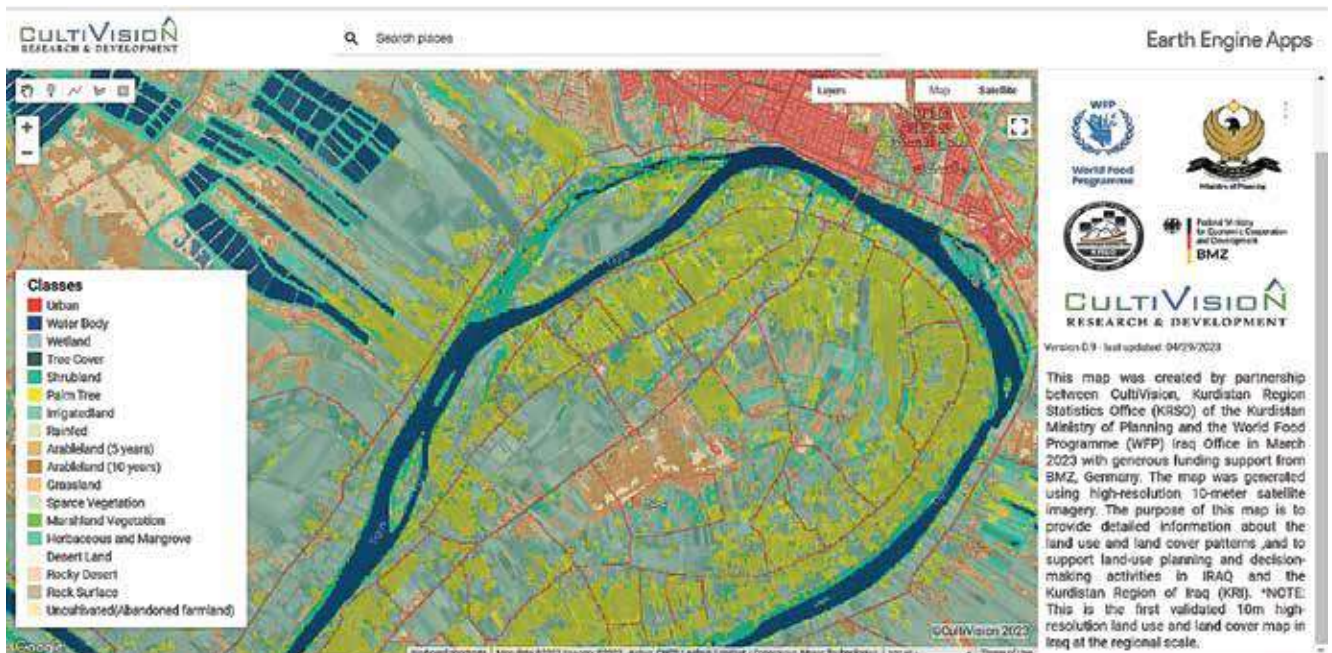 CULTIVISION
RESEARCH & DEVELOPMENT
Search places
Earth Engine Apps
Layers
Map
Satellite
+
−
Classes
Urban
Water Body
Wetland
Tree Cover
Shrubland
Palm Tree
Irrigatedland
Rainfed
Arableland (5 years)
Arableland (10 years)
Grassland
Sparce Vegetation
Marshland Vegetation
Herbaceous and Mangrove
Desert Land
Rocky Desert
Rock Surface
Uncultivated(Abandoned farmland)
Google
©CultiVision 2023
WFP
World Food
Programme
Ministry of Planning
Federal Ministry
for Economic Cooperation
and Development
BMZ
CULTIVISION
RESEARCH & DEVELOPMENT
Version 0.9 - last updated: 04/29/2023
This map was created by partnership
between CultiVision, Kurdistan Region
Statistics Office (KRSO) of the Kurdistan
Ministry of Planning and the World Food
Programme (WFP) Iraq Office in March
2023 with generous funding support from
BMZ, Germany. The map was generated
using high-resolution 10-meter satellite
imagery. The purpose of this map is to
provide detailed information about the
land use and land cover patterns ,and to
support land-use planning and decision-
making activities in IRAQ and the
Kurdistan Region of Iraq (KRI). *NOTE:
This is the first validated 10m high-
resolution land use and land cover map in
Iraq at the regional scale.